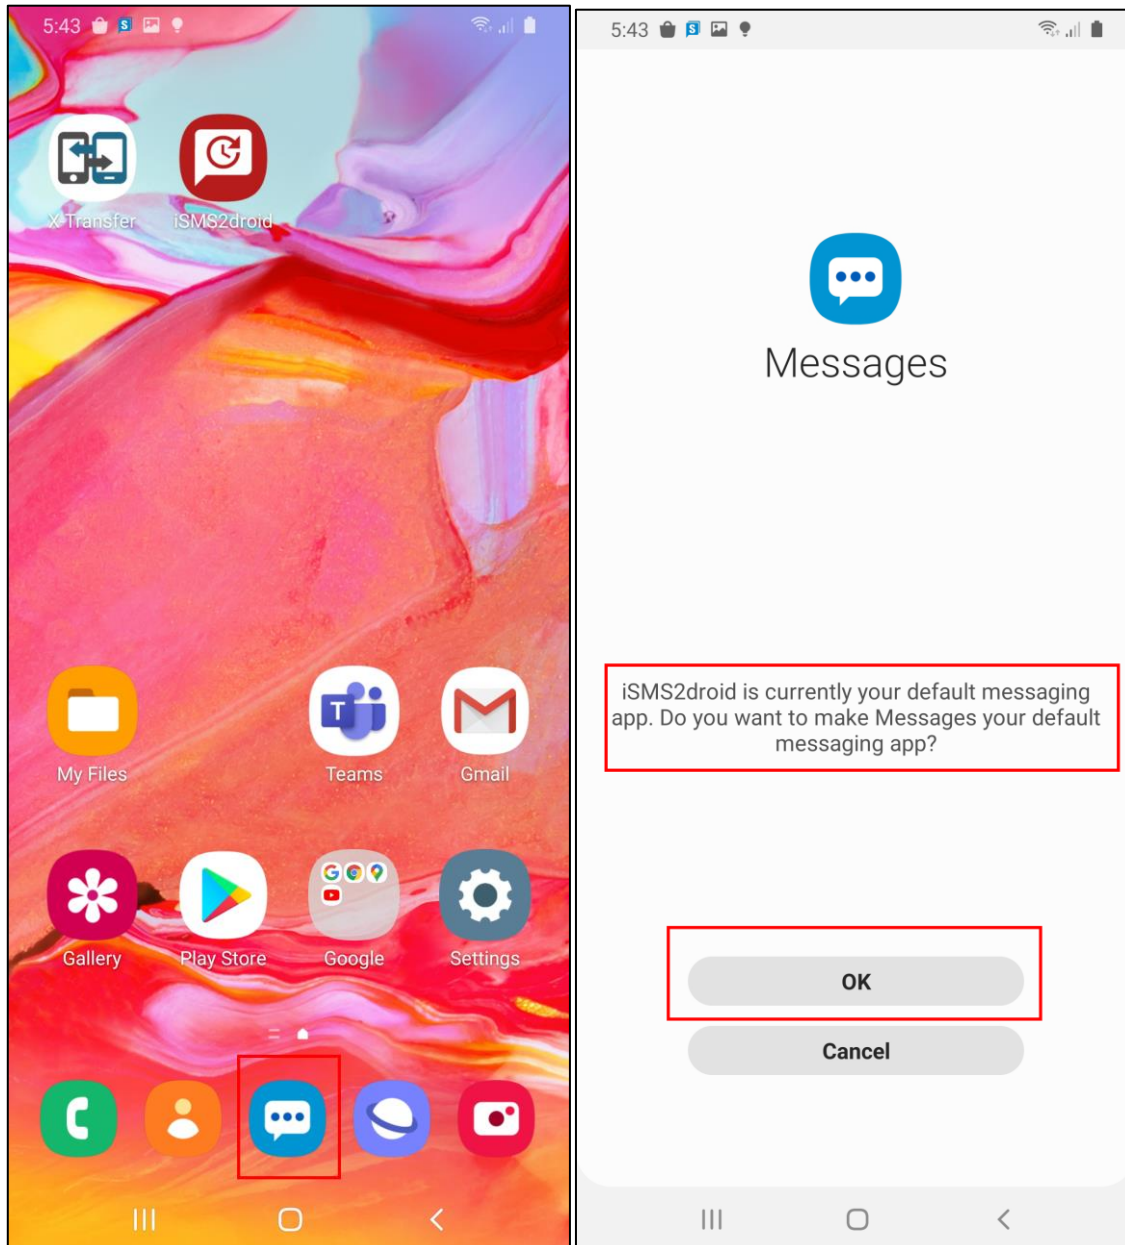 5:43
X Transfer
iSMS2droid
My Files
Teams
Gmail
Gallery
Play Store
Google
Settings
5:43
Messages
iSMS2droid is currently your default messaging
app. Do you want to make Messages your default
messaging app?
OK
Cancel